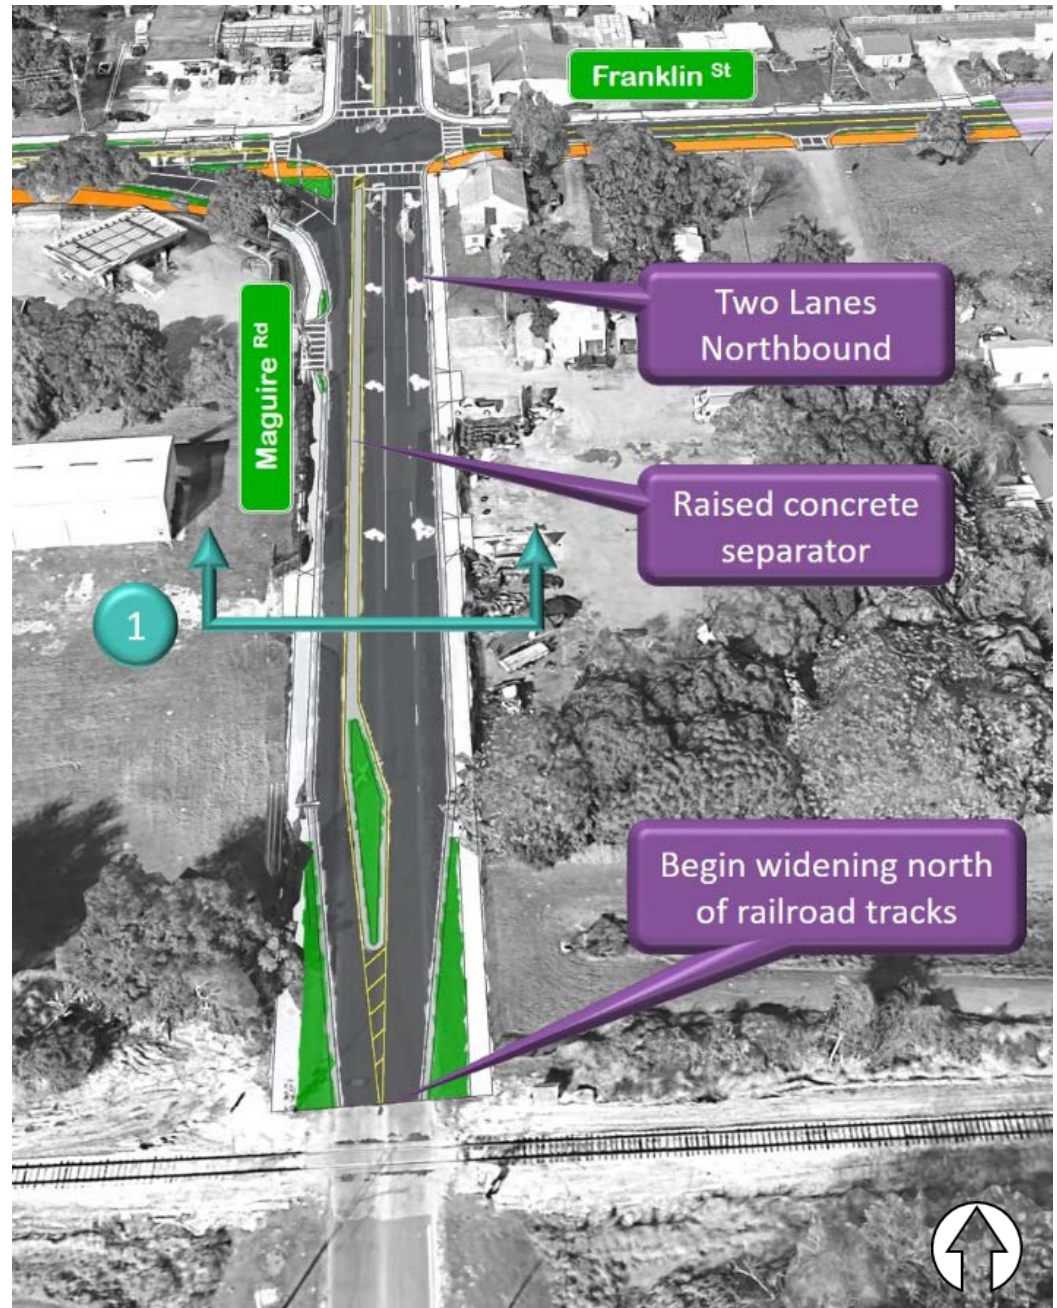 Franklin St
Two Lanes
Northbound
Maguire Rd
Raised concrete
separator
1
Begin widening north
of railroad tracks